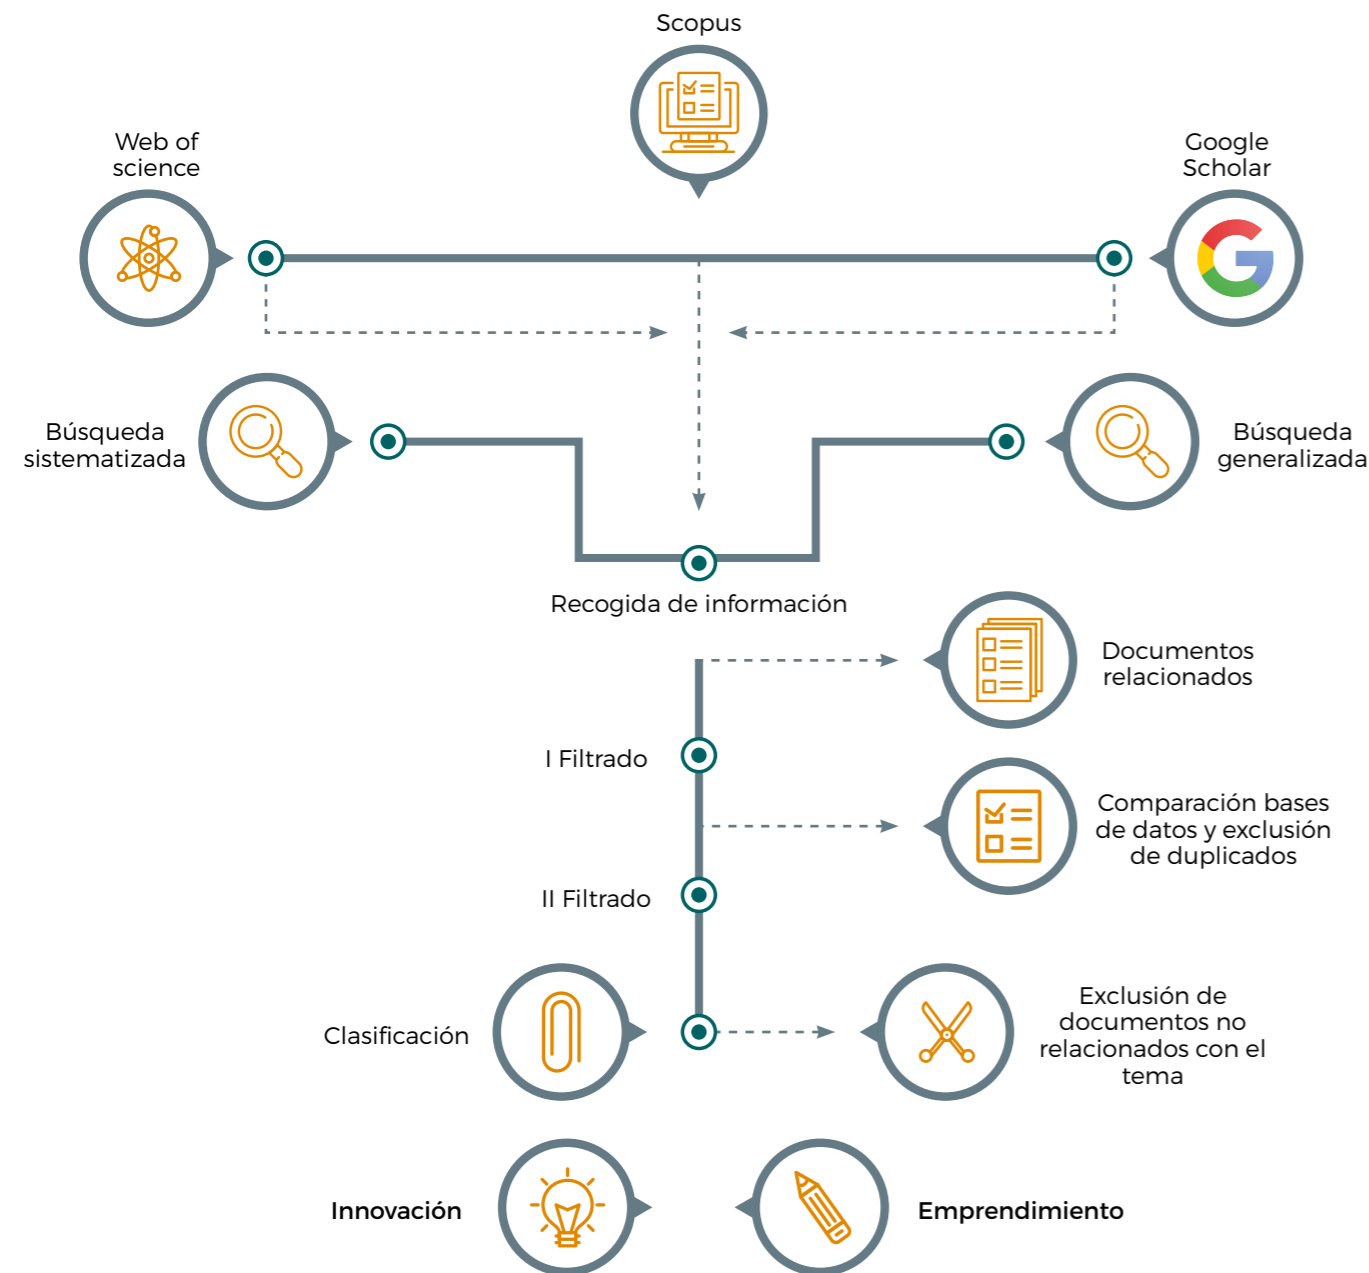 Scopus
Web of
science
Google
Scholar
Búsqueda
sistematizada
Búsqueda
generalizada
Recogida de información
Documentos
relacionados
I Filtrado
Comparación bases
de datos y exclusión
de duplicados
II Filtrado
Clasificación
Exclusión de
documentos no
relacionados con el
tema
Innovación
Emprendimiento